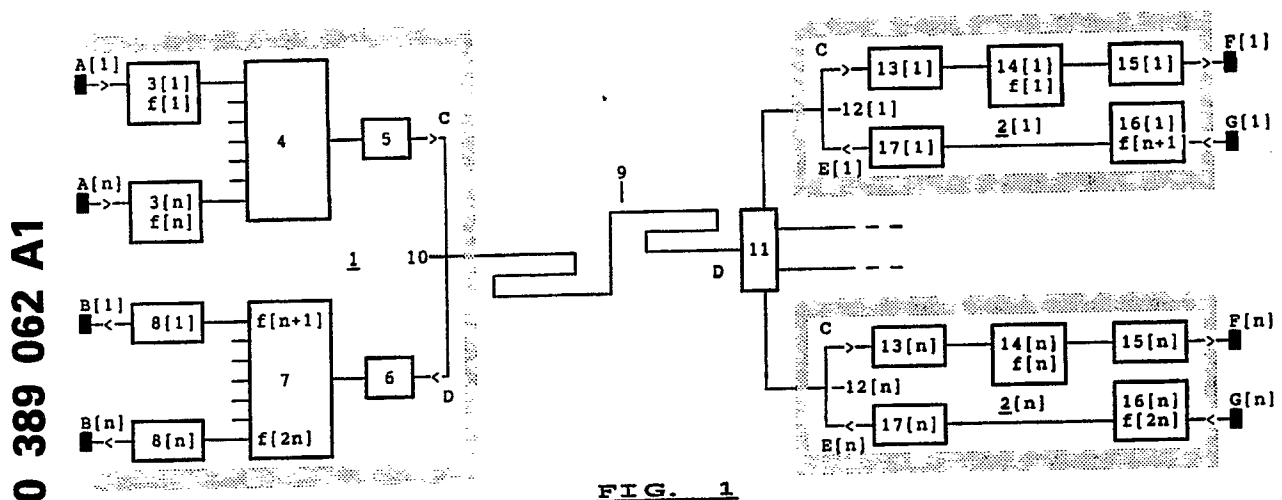 0 389 062 A1
A[1]
3[1]
f[1]
A[n]
3[n]
f[n]
4
5
C
1
10
B[1]
8[1]
B[n]
8[n]
f[n+1]
7
f[2n]
6
D
9
D
11
C
13[1]
14[1}
f[1]
15[1]
F[1]
12[1]
2[1]
17[1]
E[1]
16[1}
f[n+1
G[1]
C
13[n]
14[n}
f[n]
15[n]
F[n]
12[n]
2[n]
17[n]
E[n]
16[n]
f[2n]
G[n]
FIG. 1